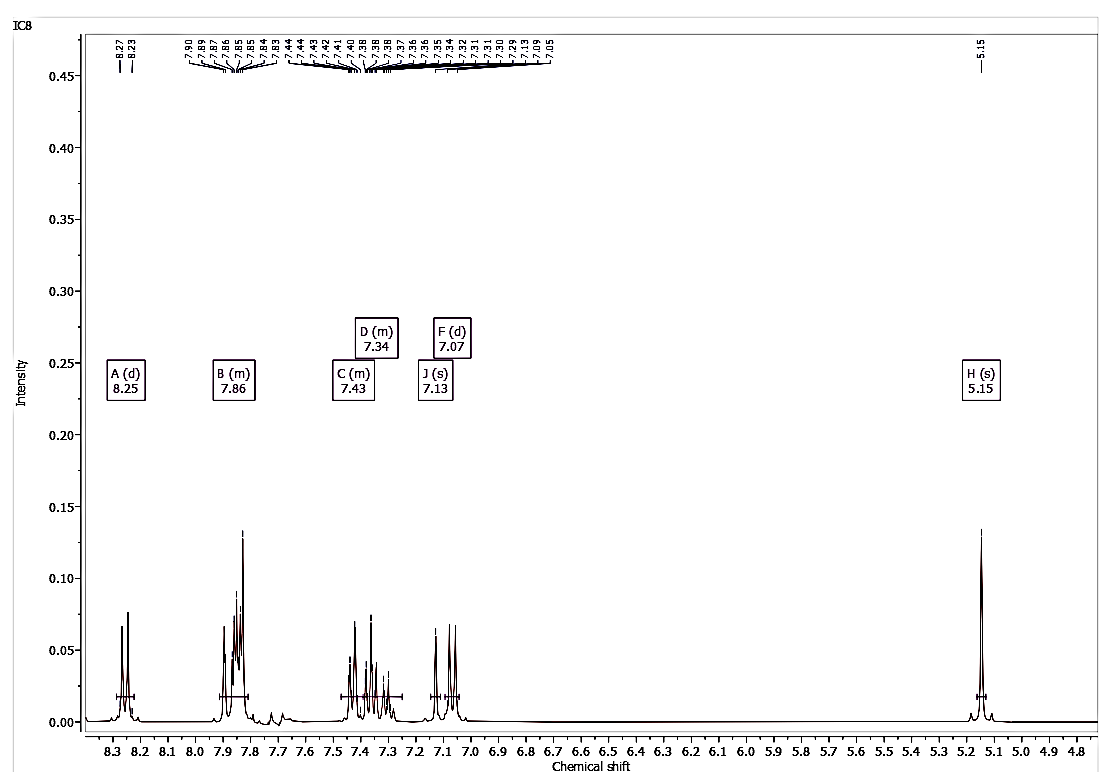 IC8
8.27 8.23 7.90 7.89 7.87 7.86 7.85 7.85 7.84 7.83 7.44 7.44 7.43 7.42 7.41 7.40 7.38 7.38 7.38 7.37 7.36 7.36 7.35 7.34 7.32 7.31 7.31 7.30 7.29 7.13 7.09 7.05 5.15
0.45
0.40
0.35
0.30
D (m) F (d)
7.34 7.07
0.25
A (d) B (m) C (m) J (s) H (s)
8.25 7.86 7.43 7.13 5.15
Intensity
0.20
0.15
0.10
0.05
0.00
8.3 8.2 8.1 8.0 7.9 7.8 7.7 7.6 7.5 7.4 7.3 7.2 7.1 7.0 6.9 6.8 6.7 6.6 6.5 6.4 6.3 6.2 6.1 6.0 5.9 5.8 5.7 5.6 5.5 5.4 5.3 5.2 5.1 5.0 4.9 4.8
Chemical shift